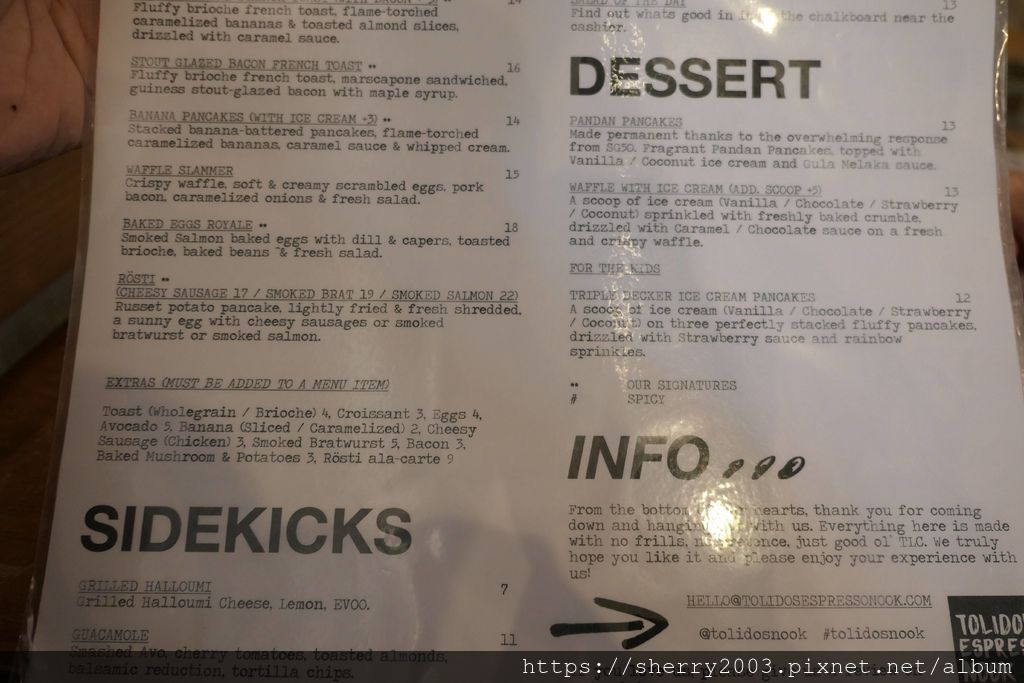 Fluffy brioche french toast, flame-torched
caramelized bananas & toasted almond slices,
drizzled with caramel sauce.
STOUT GLAZED BACON FRENCH TOAST ** 16
Fluffy brioche french toast, marscapone sandwiched,
guiness stout-glazed bacon with maple syrup.
BANANA PANCAKES (WITH ICE CREAM +3) ** 14
Stacked banana-battered pancakes, flame-torched
caramelized bananas, caramel sauce & whipped cream.
WAFFLE SLAMMER 15
Crispy waffle, soft & creamy scrambled eggs, pork
bacon, caramelized onions & fresh salad.
BAKED EGGS ROYALE ** 18
Smoked Salmon baked eggs with dill & capers, toasted
brioche, baked beans ^& fresh salad.
RÖSTI **
(CHEESY SAUSAGE 17 / SMOKED BRAT 19 / SMOKED SALMON 22)
Russet potato pancake, lightly fried & fresh shredded,
a sunny egg with cheesy sausages or smoked
bratwurst or smoked salmon.
EXTRAS (MUST BE ADDED TO A MENU ITEM)
Toast (Wholegrain / Brioche) 4, Croissant 3, Eggs 4,
Avocado 5, Banana (Sliced / Caramelized) 2, Cheesy
Sausage (Chicken) 3, Smoked Bratwurst 5, Bacon 3,
Baked Mushroom & Potatoes 3, Rösti ala-carte 9
SIDEKICKS
GRILLED HALLOUMI 7
Grilled Halloumi Cheese, Lemon, EVOO.
GUACAMOLE 11
Smashed Avo, cherry tomatoes, toasted almonds,
balsamic reduction, tortilla chips.
SALAD OF THE DAY 13
Find out whats good in the chalkboard near the
cashier.
DESSERT
PANDAN PANCAKES 13
Made permanent thanks to the overwhelming response
from SG50. Fragrant Pandan Pancakes, topped with
Vanilla / Coconut ice cream and Gula Melaka sauce.
WAFFLE WITH ICE CREAM (ADD. SCOOP +5) 13
A scoop of ice cream (Vanilla / Chocolate / Strawberry
/ Coconut) sprinkled with freshly baked crumble,
drizzled with Caramel / Chocolate sauce on a fresh
and crispy waffle.
FOR THE KIDS
TRIPLE DECKER ICE CREAM PANCAKES 12
A scoop of ice cream (Vanilla / Chocolate / Strawberry
/ Coconut) on three perfectly stacked fluffy pancakes,
drizzled with Strawberry sauce and rainbow
sprinkles.
** OUR SIGNATURES
# SPICY
INFO
From the bottom hearts, thank you for coming
down and hanging with us. Everything here is made
with no frills, just good ol' TLC. We truly
hope you like it and please enjoy your experience with
us!
HELLO@TOLIDOSESPRESSONOOK.COM
@tolidosnook #tolidosnook
TOLIDO
ESPRES
NOOK
https://sherry2003.pixnet.net/album